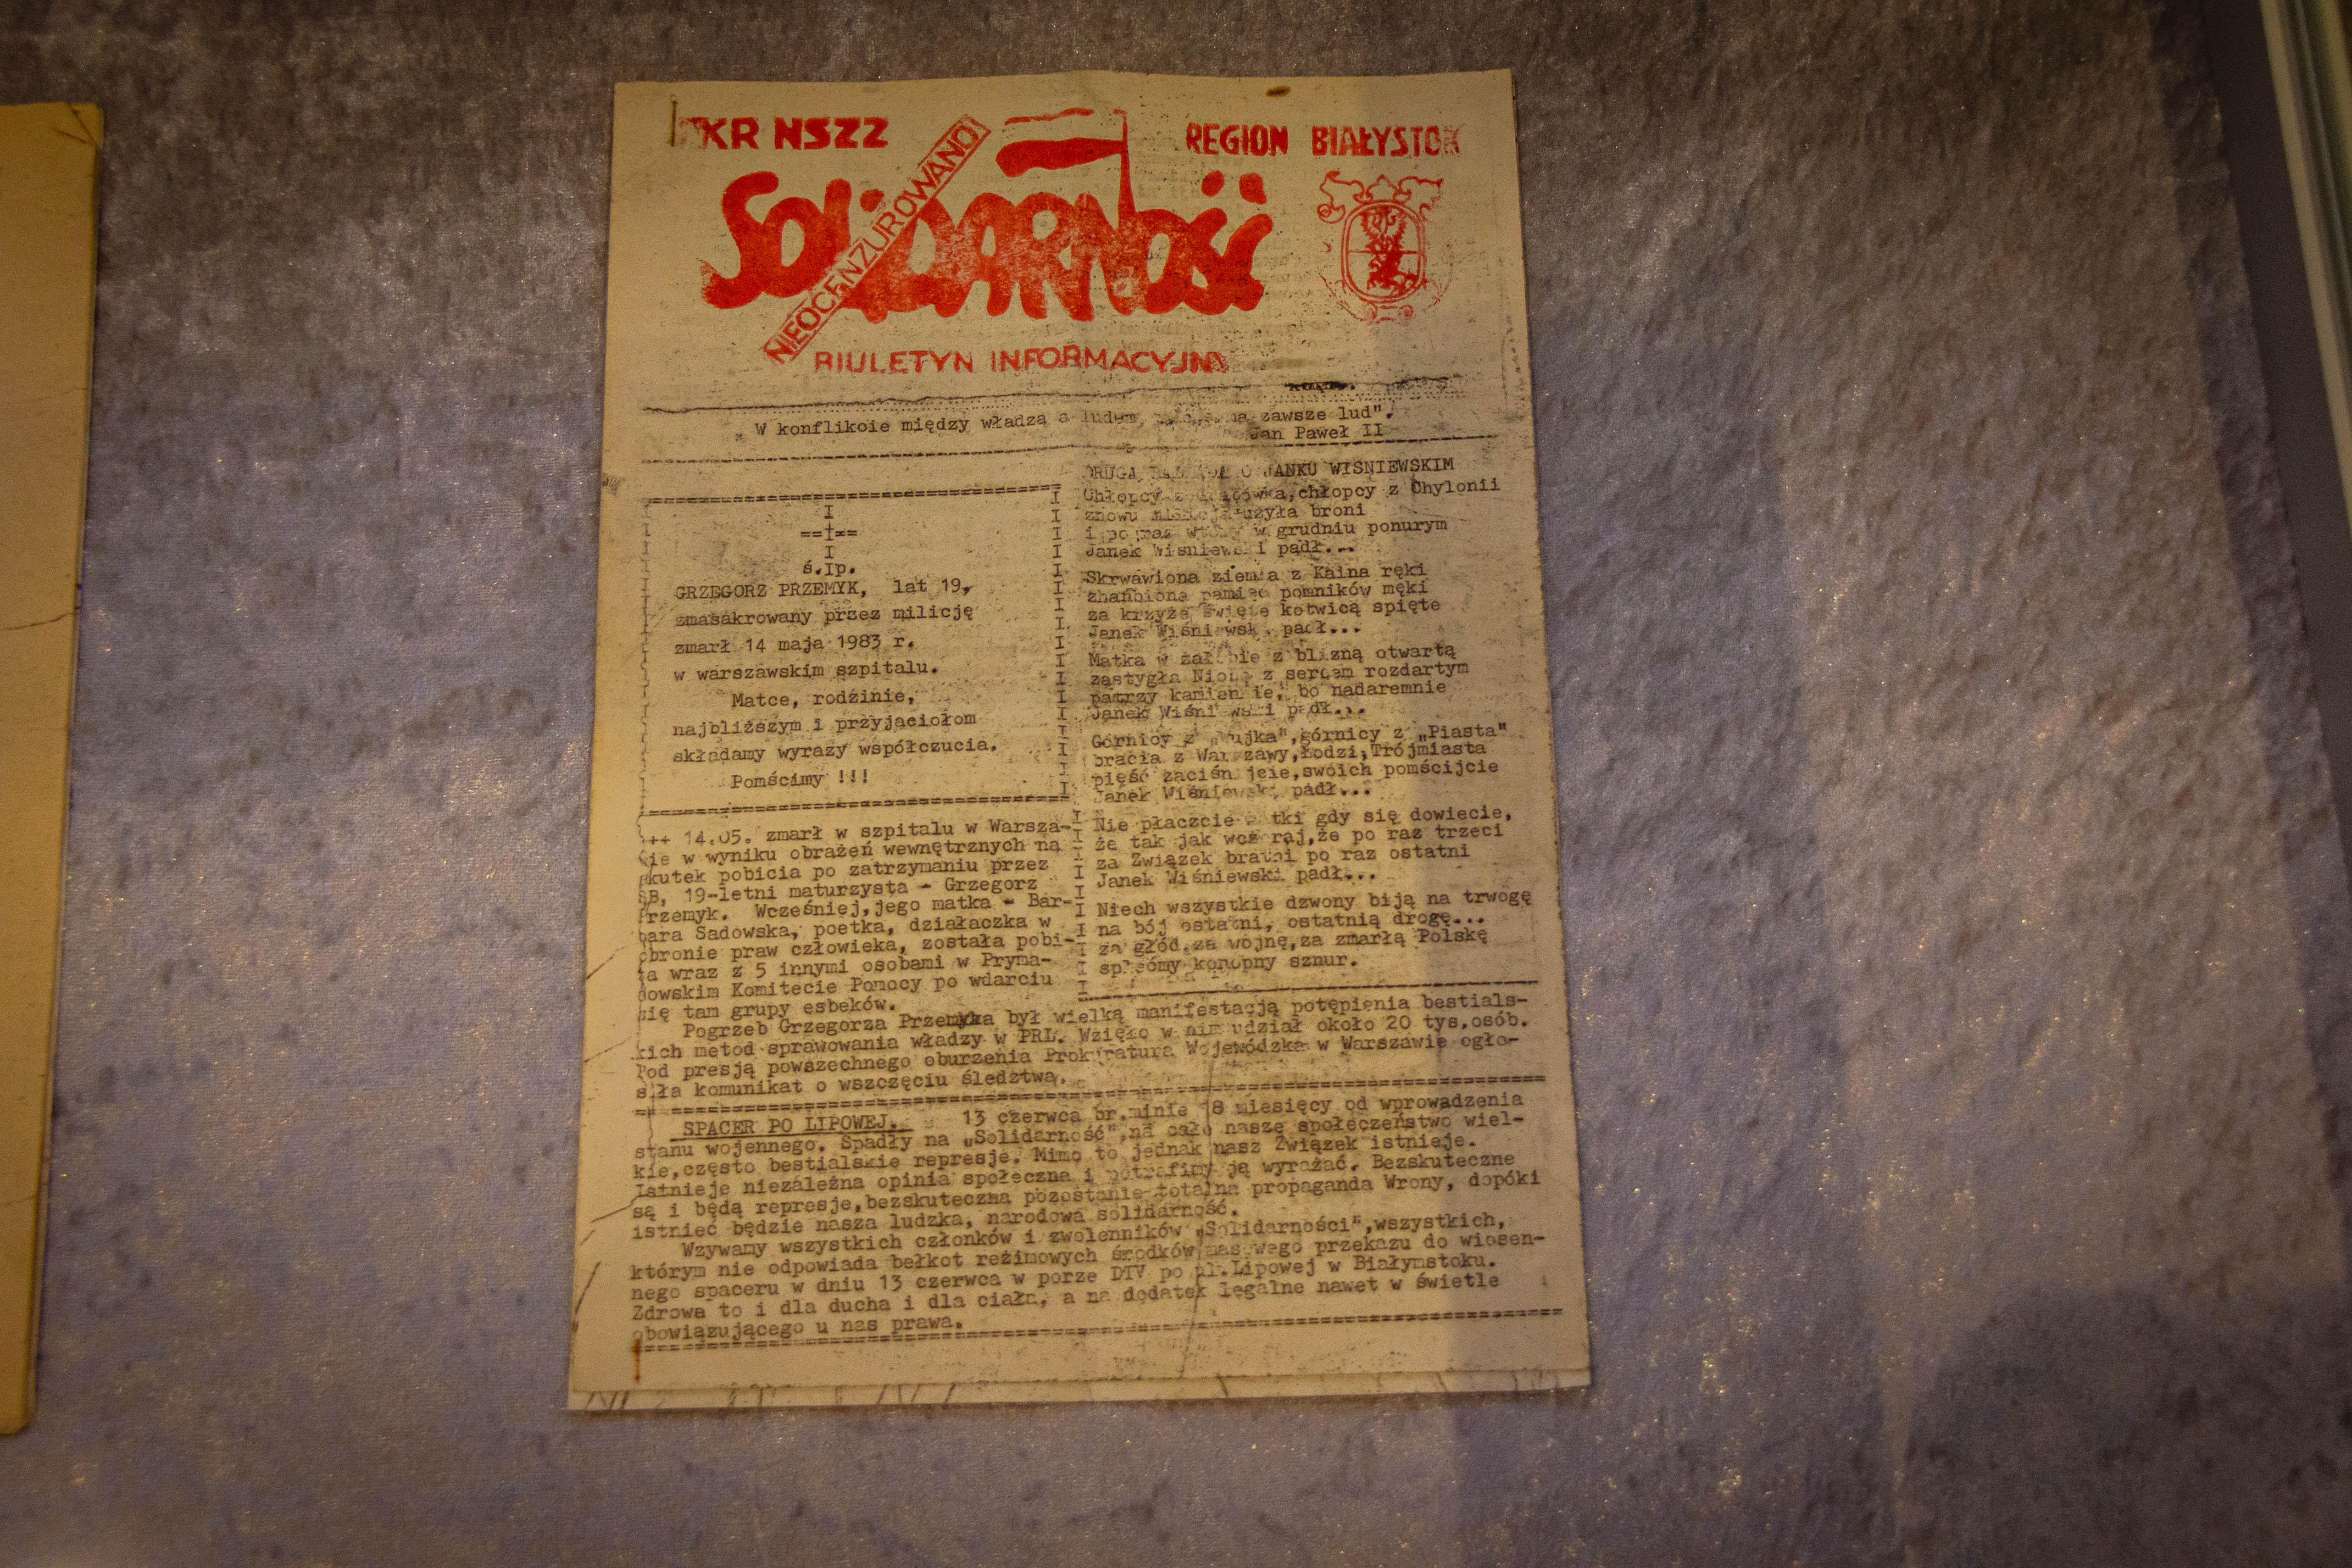 TKR NSZZ
REGION BIAŁYSTOK
SOLIDARNOŚĆ
NIEOCENZUROWANO
BIULETYN INFORMACYJNY
„W konflikcie między władzą a ludem, zawsze lud".
Jan Paweł II
I
==I==
I
ś.Ip.
GRZEGORZ PRZEMYK, lat 19,
zmasakrowany przez milicję
zmarł 14 maja 1983 r.
w warszawskim szpitalu.
Matce, rodzinie,
najbliższym i przyjaciołom
składamy wyrazy współczucia.
Pomścimy !!!
+++ 14.05. zmarł w szpitalu w Warsza-
wie w wyniku obrażeń wewnętrznych na
skutek pobicia po zatrzymaniu przez
SB, 19-letni maturzysta - Grzegorz
Przemyk. Wcześniej,jego matka - Bar-
bara Sadowska, poetka, działaczka w
obronie praw człowieka, została pobi-
ta wraz z 5 innymi osobami w Pryma-
sowskim Komitecie Pomocy po wdarciu
się tam grupy esbeków.
DRUGA O JANKU WIŚNIEWSKIM
Chłopcy z Grabówka,chłopcy z Chylonii
znowu milicja użyła broni
i po raz wtóry w grudniu ponurym
Janek Wiśniewski padł...
Skrwawiona ziemia z Kaina ręki
zhańbiona pamięć pomników męki
za krzyże święte kotwicą spięte
Janek Wiśniewski padł...
Matka w żałobie z blizną otwartą
zastygła Niobe z sercem rozdartym
patrzy kamiennie, bo nadaremnie
Janek Wiśniewski padł...
Górnicy z „Wujka",górnicy z „Piasta"
bracia z Warszawy,Łodzi,Trójmiasta
pięść zaciśnijcie,swoich pomścijcie
Janek Wiśniewski padł...
Nie płaczcie matki gdy się dowiecie,
że tak jak wczoraj,że po raz trzeci
za Związek bratni po raz ostatni
Janek Wiśniewski padł...
Niech wszystkie dzwony biją na trwogę
na bój ostatni, ostatnią drogę...
za głód,za wojnę,za zmarłą Polskę
splećmy konopny sznur.
Pogrzeb Grzegorza Przemyka był wielką manifestacją potępienia bestials-
kich metod sprawowania władzy w PRL. Wzięło w nim udział około 20 tys.osób.
Pod presją powszechnego oburzenia Prokuratura Wojewódzka w Warszawie ogło-
siła komunikat o wszczęciu śledztwa.
SPACER PO LIPOWEJ. 13 czerwca br.minie 18 miesięcy od wprowadzenia
stanu wojennego. Spadły na „Solidarność",na całe nasze społeczeństwo wiel-
kie,często bestialskie represje. Mimo to jednak nasz Związek istnieje.
Istnieje niezależna opinia społeczna i potrafimy ją wyrażać. Bezskuteczne
są i będą represje,bezskuteczna pozostanie totalna propaganda Wrony, dopóki
istnieć będzie nasza ludzka, narodowa solidarność.
Wzywamy wszystkich członków i zwolenników „Solidarności",wszystkich,
którym nie odpowiada bełkot reżimowych środków masowego przekazu do wiosen-
nego spaceru w dniu 13 czerwca w porze DTV po ul.Lipowej w Białymstoku.
Zdrowa to i dla ducha i dla ciała, a na dodatek legalne nawet w świetle
obowiązującego u nas prawa.